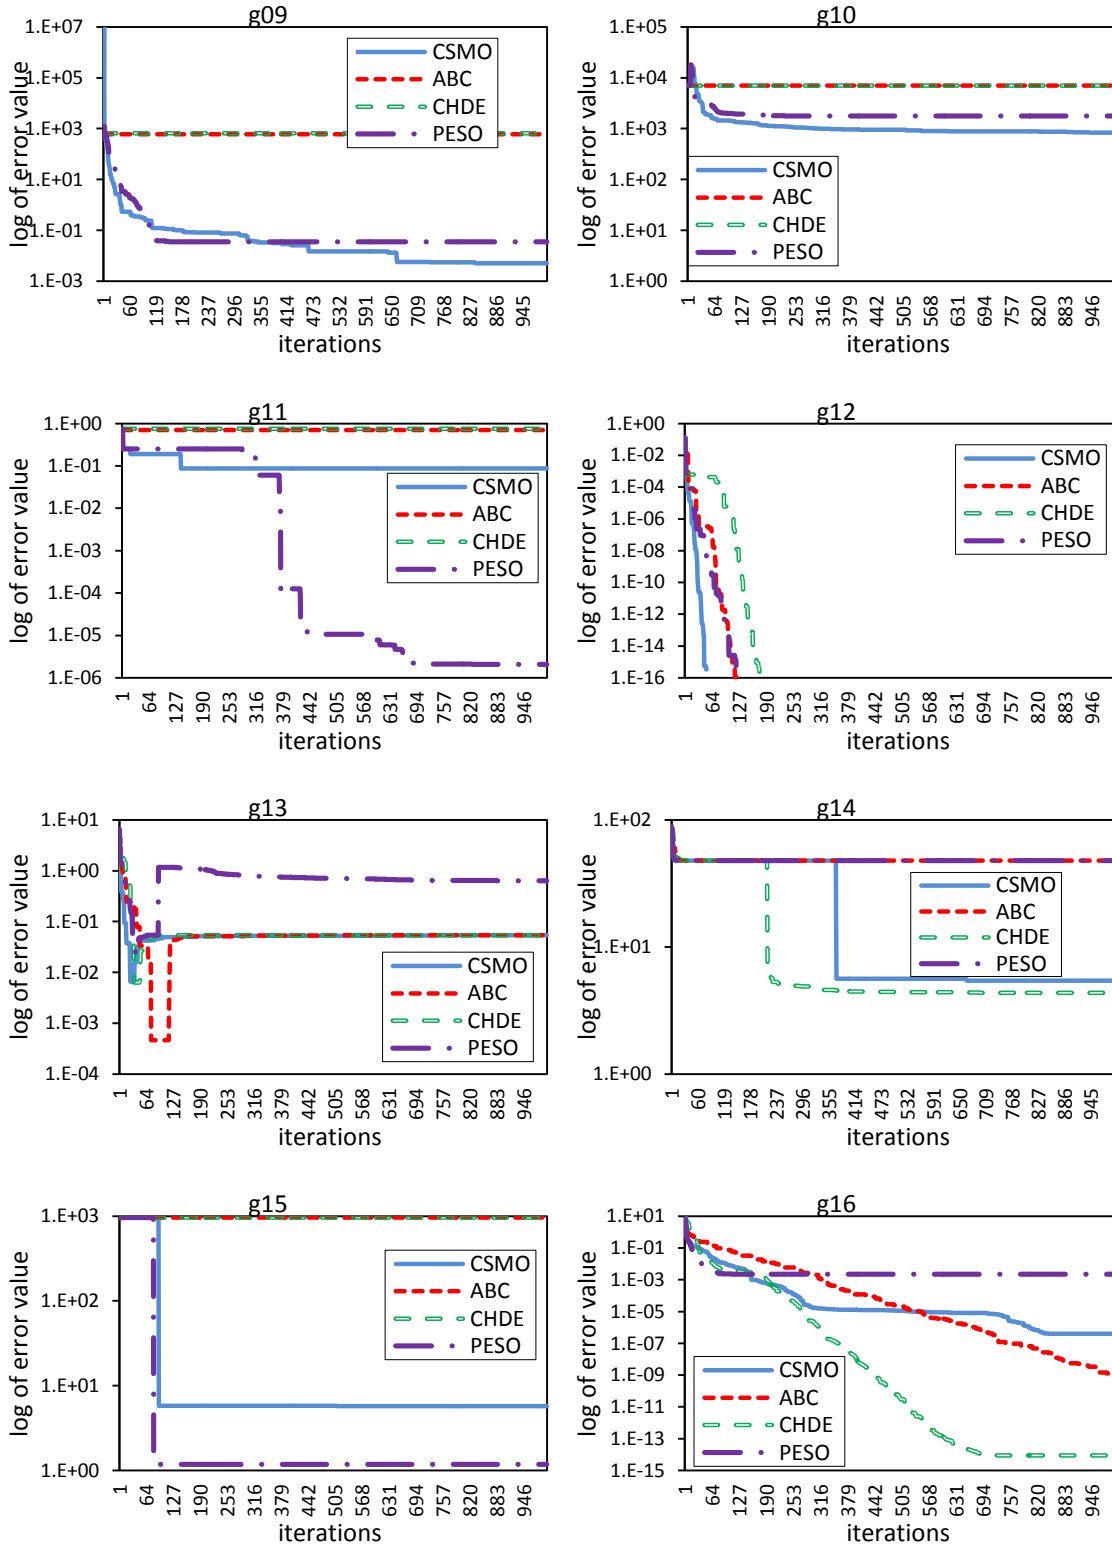 g09
1.E+07
1.E+05
1.E+03
1.E+01
1.E-01
1.E-03
log of error value
CSMO
ABC
CHDE
PESO
1 60 119 178 237 296 355 414 473 532 591 650 709 768 827 886 945
iterations
g10
1.E+05
1.E+04
1.E+03
1.E+02
1.E+01
1.E+00
log of error value
CSMO
ABC
CHDE
PESO
1 64 127 190 253 316 379 442 505 568 631 694 757 820 883 946
iterations
g11
1.E+00
1.E-01
1.E-02
1.E-03
1.E-04
1.E-05
1.E-06
log of error value
CSMO
ABC
CHDE
PESO
1 64 127 190 253 316 379 442 505 568 631 694 757 820 883 946
iterations
g12
1.E+00
1.E-02
1.E-04
1.E-06
1.E-08
1.E-10
1.E-12
1.E-14
1.E-16
log of error value
CSMO
ABC
CHDE
PESO
1 64 127 190 253 316 379 442 505 568 631 694 757 820 883 946
iterations
g13
1.E+01
1.E+00
1.E-01
1.E-02
1.E-03
1.E-04
log of error value
CSMO
ABC
CHDE
PESO
1 64 127 190 253 316 379 442 505 568 631 694 757 820 883 946
iterations
g14
1.E+02
1.E+01
1.E+00
log of error value
CSMO
ABC
CHDE
PESO
1 60 119 178 237 296 355 414 473 532 591 650 709 768 827 886 945
iterations
g15
1.E+03
1.E+02
1.E+01
1.E+00
log of error value
CSMO
ABC
CHDE
PESO
1 64 127 190 253 316 379 442 505 568 631 694 757 820 883 946
iterations
g16
1.E+01
1.E-01
1.E-03
1.E-05
1.E-07
1.E-09
1.E-11
1.E-13
1.E-15
log of error value
CSMO
ABC
CHDE
PESO
1 64 127 190 253 316 379 442 505 568 631 694 757 820 883 946
iterations